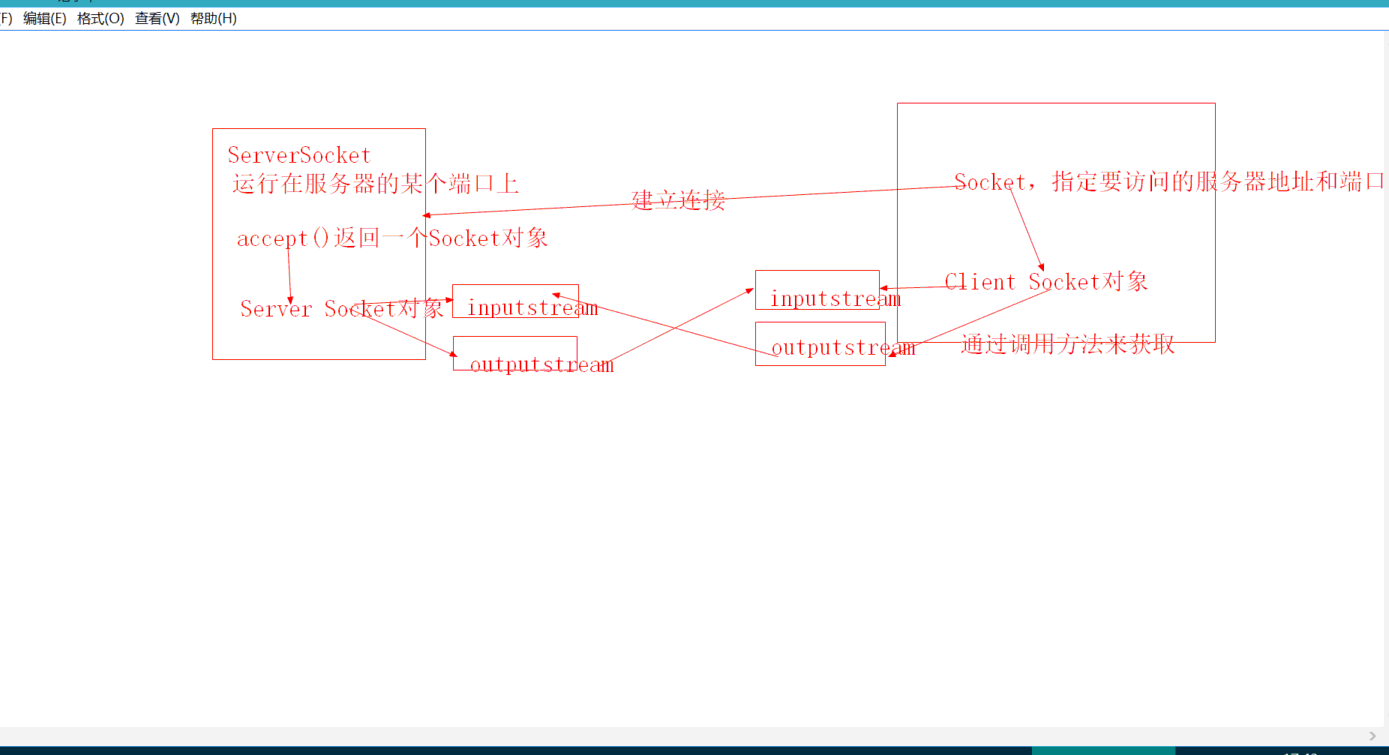 (F) 编辑(E) 格式(O) 查看(V) 帮助(H)
ServerSocket
运行在服务器的某个端口上
建立连接
Socket，指定要访问的服务器地址和端口
accept()返回一个Socket对象
Server Socket对象
inputstream
outputstream
inputstream
outputstream
Client Socket对象
通过调用方法来获取